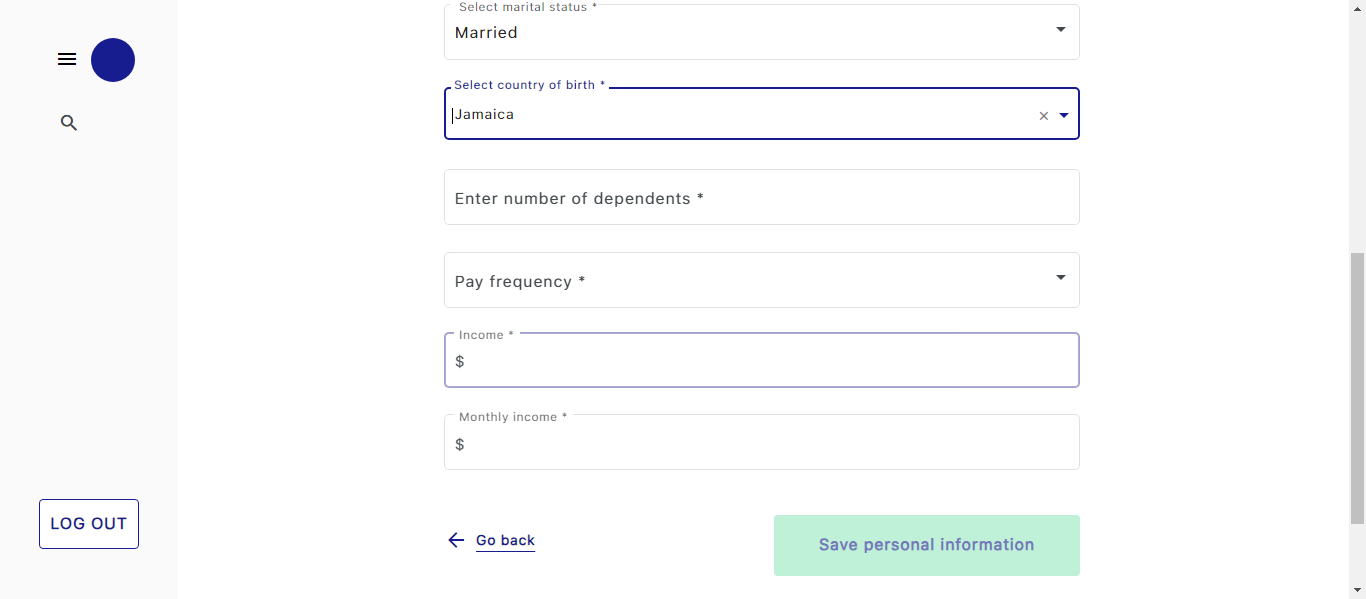 Select marital status *
Married
Select country of birth *
Jamaica
Enter number of dependents *
Pay frequency *
Income *
$
Monthly income *
$
LOG OUT
Go back
Save personal information